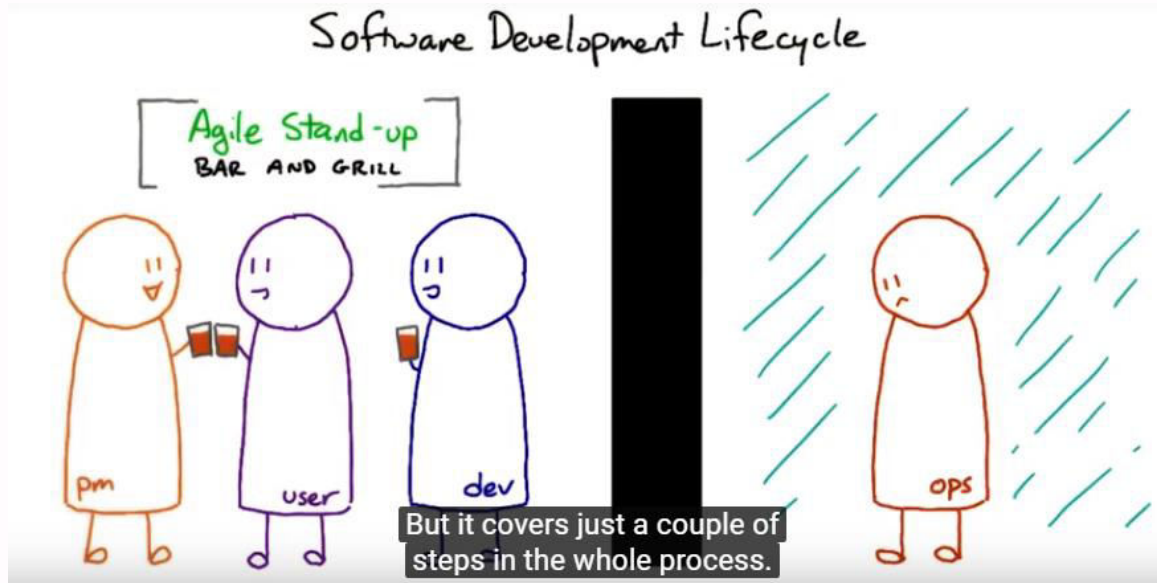 Software Development Lifecycle
Agile Stand-up
BAR AND GRILL
pm
user
dev
ops
But it covers just a couple of
steps in the whole process.